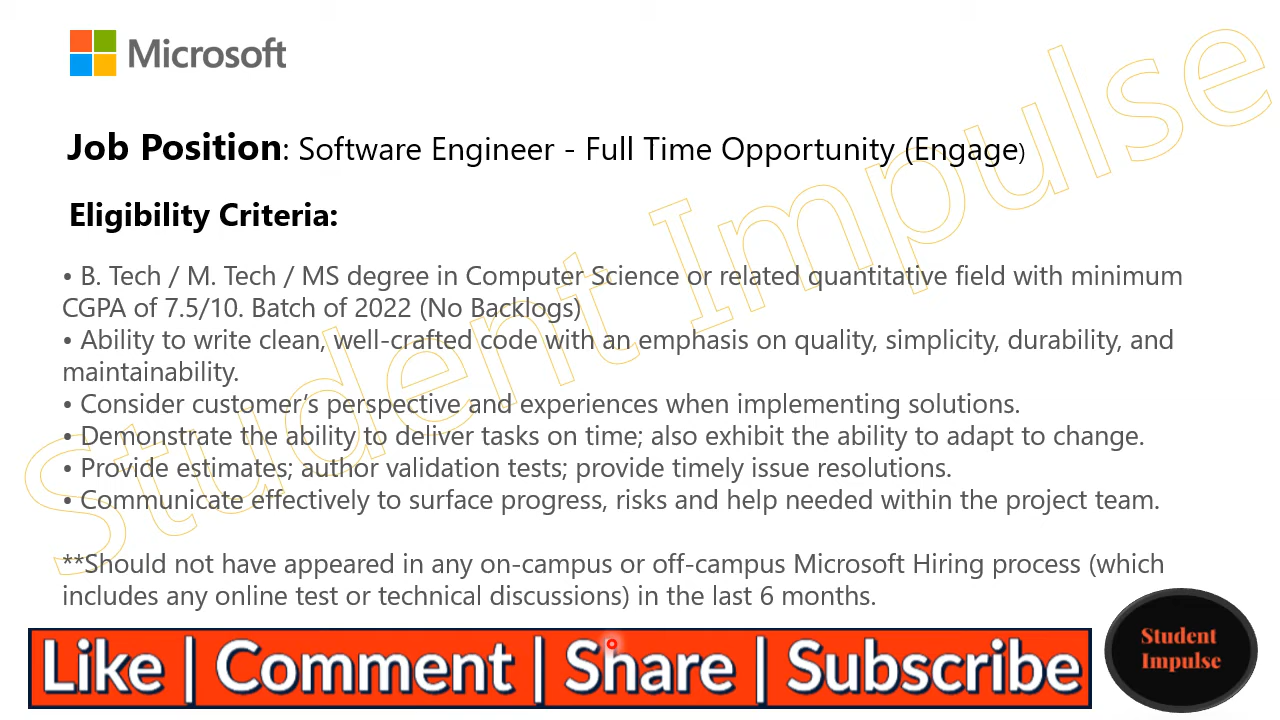 Microsoft
Job Position: Software Engineer - Full Time Opportunity (Engage)
Eligibility Criteria:
• B. Tech / M. Tech / MS degree in Computer Science or related quantitative field with minimum
CGPA of 7.5/10. Batch of 2022 (No Backlogs)
• Ability to write clean, well-crafted code with an emphasis on quality, simplicity, durability, and
maintainability.
• Consider customer’s perspective and experiences when implementing solutions.
• Demonstrate the ability to deliver tasks on time; also exhibit the ability to adapt to change.
• Provide estimates; author validation tests; provide timely issue resolutions.
• Communicate effectively to surface progress, risks and help needed within the project team.
**Should not have appeared in any on-campus or off-campus Microsoft Hiring process (which
includes any online test or technical discussions) in the last 6 months.
Like | Comment | Share | Subscribe
Student
Impulse
Student Impulse